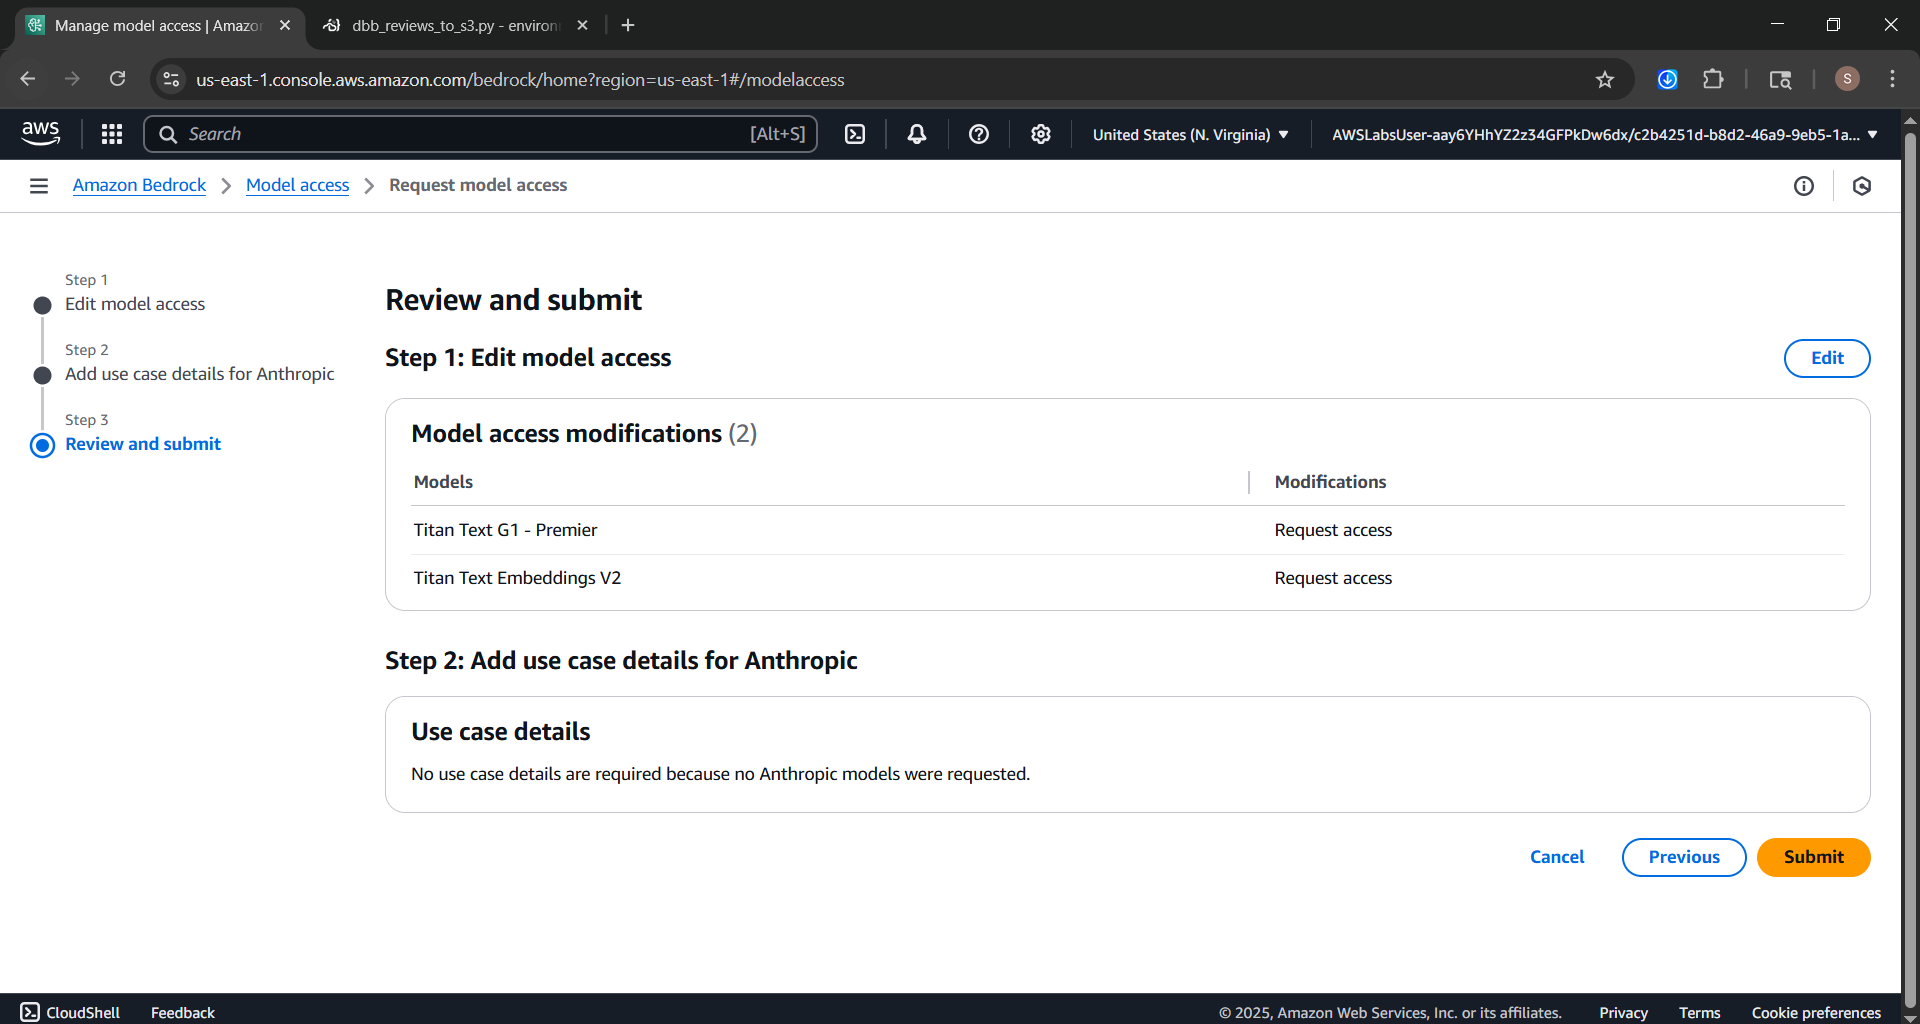 Manage model access | Amazo
dbb_reviews_to_s3.py - environ
us-east-1.console.aws.amazon.com/bedrock/home?region=us-east-1#/modelaccess
S
aws
Search
[Alt+S]
United States (N. Virginia)
AWSLabsUser-aay6YHhYZ2z34GFPkDw6dx/c2b4251d-b8d2-46a9-9eb5-1a...
Amazon Bedrock
Model access
Request model access
Step 1
Edit model access
Step 2
Add use case details for Anthropic
Step 3
Review and submit
Review and submit
Step 1: Edit model access
Edit
Model access modifications (2)
Models
Modifications
Titan Text G1 - Premier
Request access
Titan Text Embeddings V2
Request access
Step 2: Add use case details for Anthropic
Use case details
No use case details are required because no Anthropic models were requested.
Cancel
Previous
Submit
CloudShell
Feedback
© 2025, Amazon Web Services, Inc. or its affiliates.
Privacy
Terms
Cookie preferences